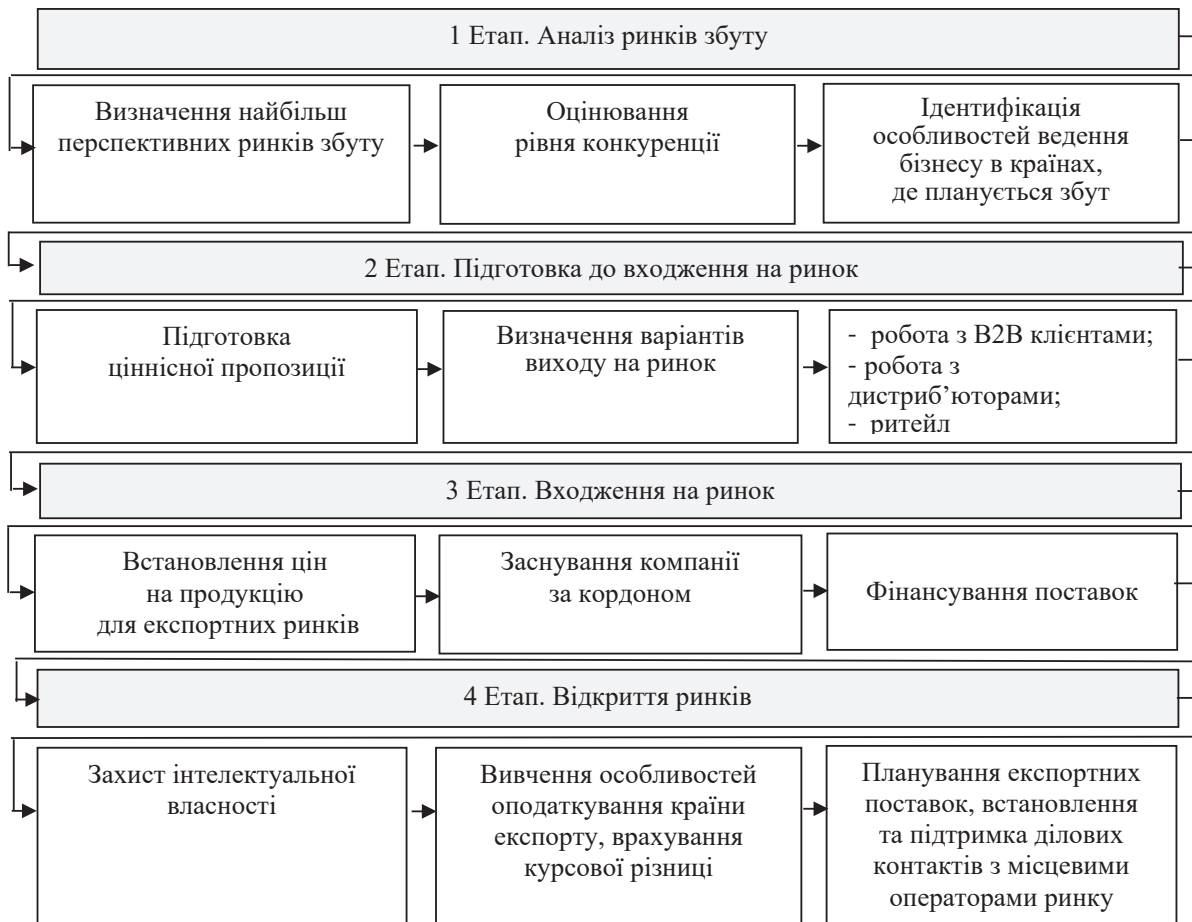 1 Етап. Аналіз ринків збуту
Визначення найбільш
перспективних ринків збуту
Оцінювання
рівня конкуренції
Ідентифікація
особливостей ведення
бізнесу в країнах,
де планується збут
2 Етап. Підготовка до входження на ринок
Підготовка
ціннісної пропозиції
Визначення варіантів
виходу на ринок
- робота з В2В клієнтами;
- робота з
дистриб’юторами;
- ритейл
3 Етап. Входження на ринок
Встановлення цін
на продукцію
для експортних ринків
Заснування компанії
за кордоном
Фінансування поставок
4 Етап. Відкриття ринків
Захист інтелектуальної
власності
Вивчення особливостей
оподаткування країни
експорту, врахування
курсової різниці
Планування експортних
поставок, встановлення
та підтримка ділових
контактів з місцевими
операторами ринку